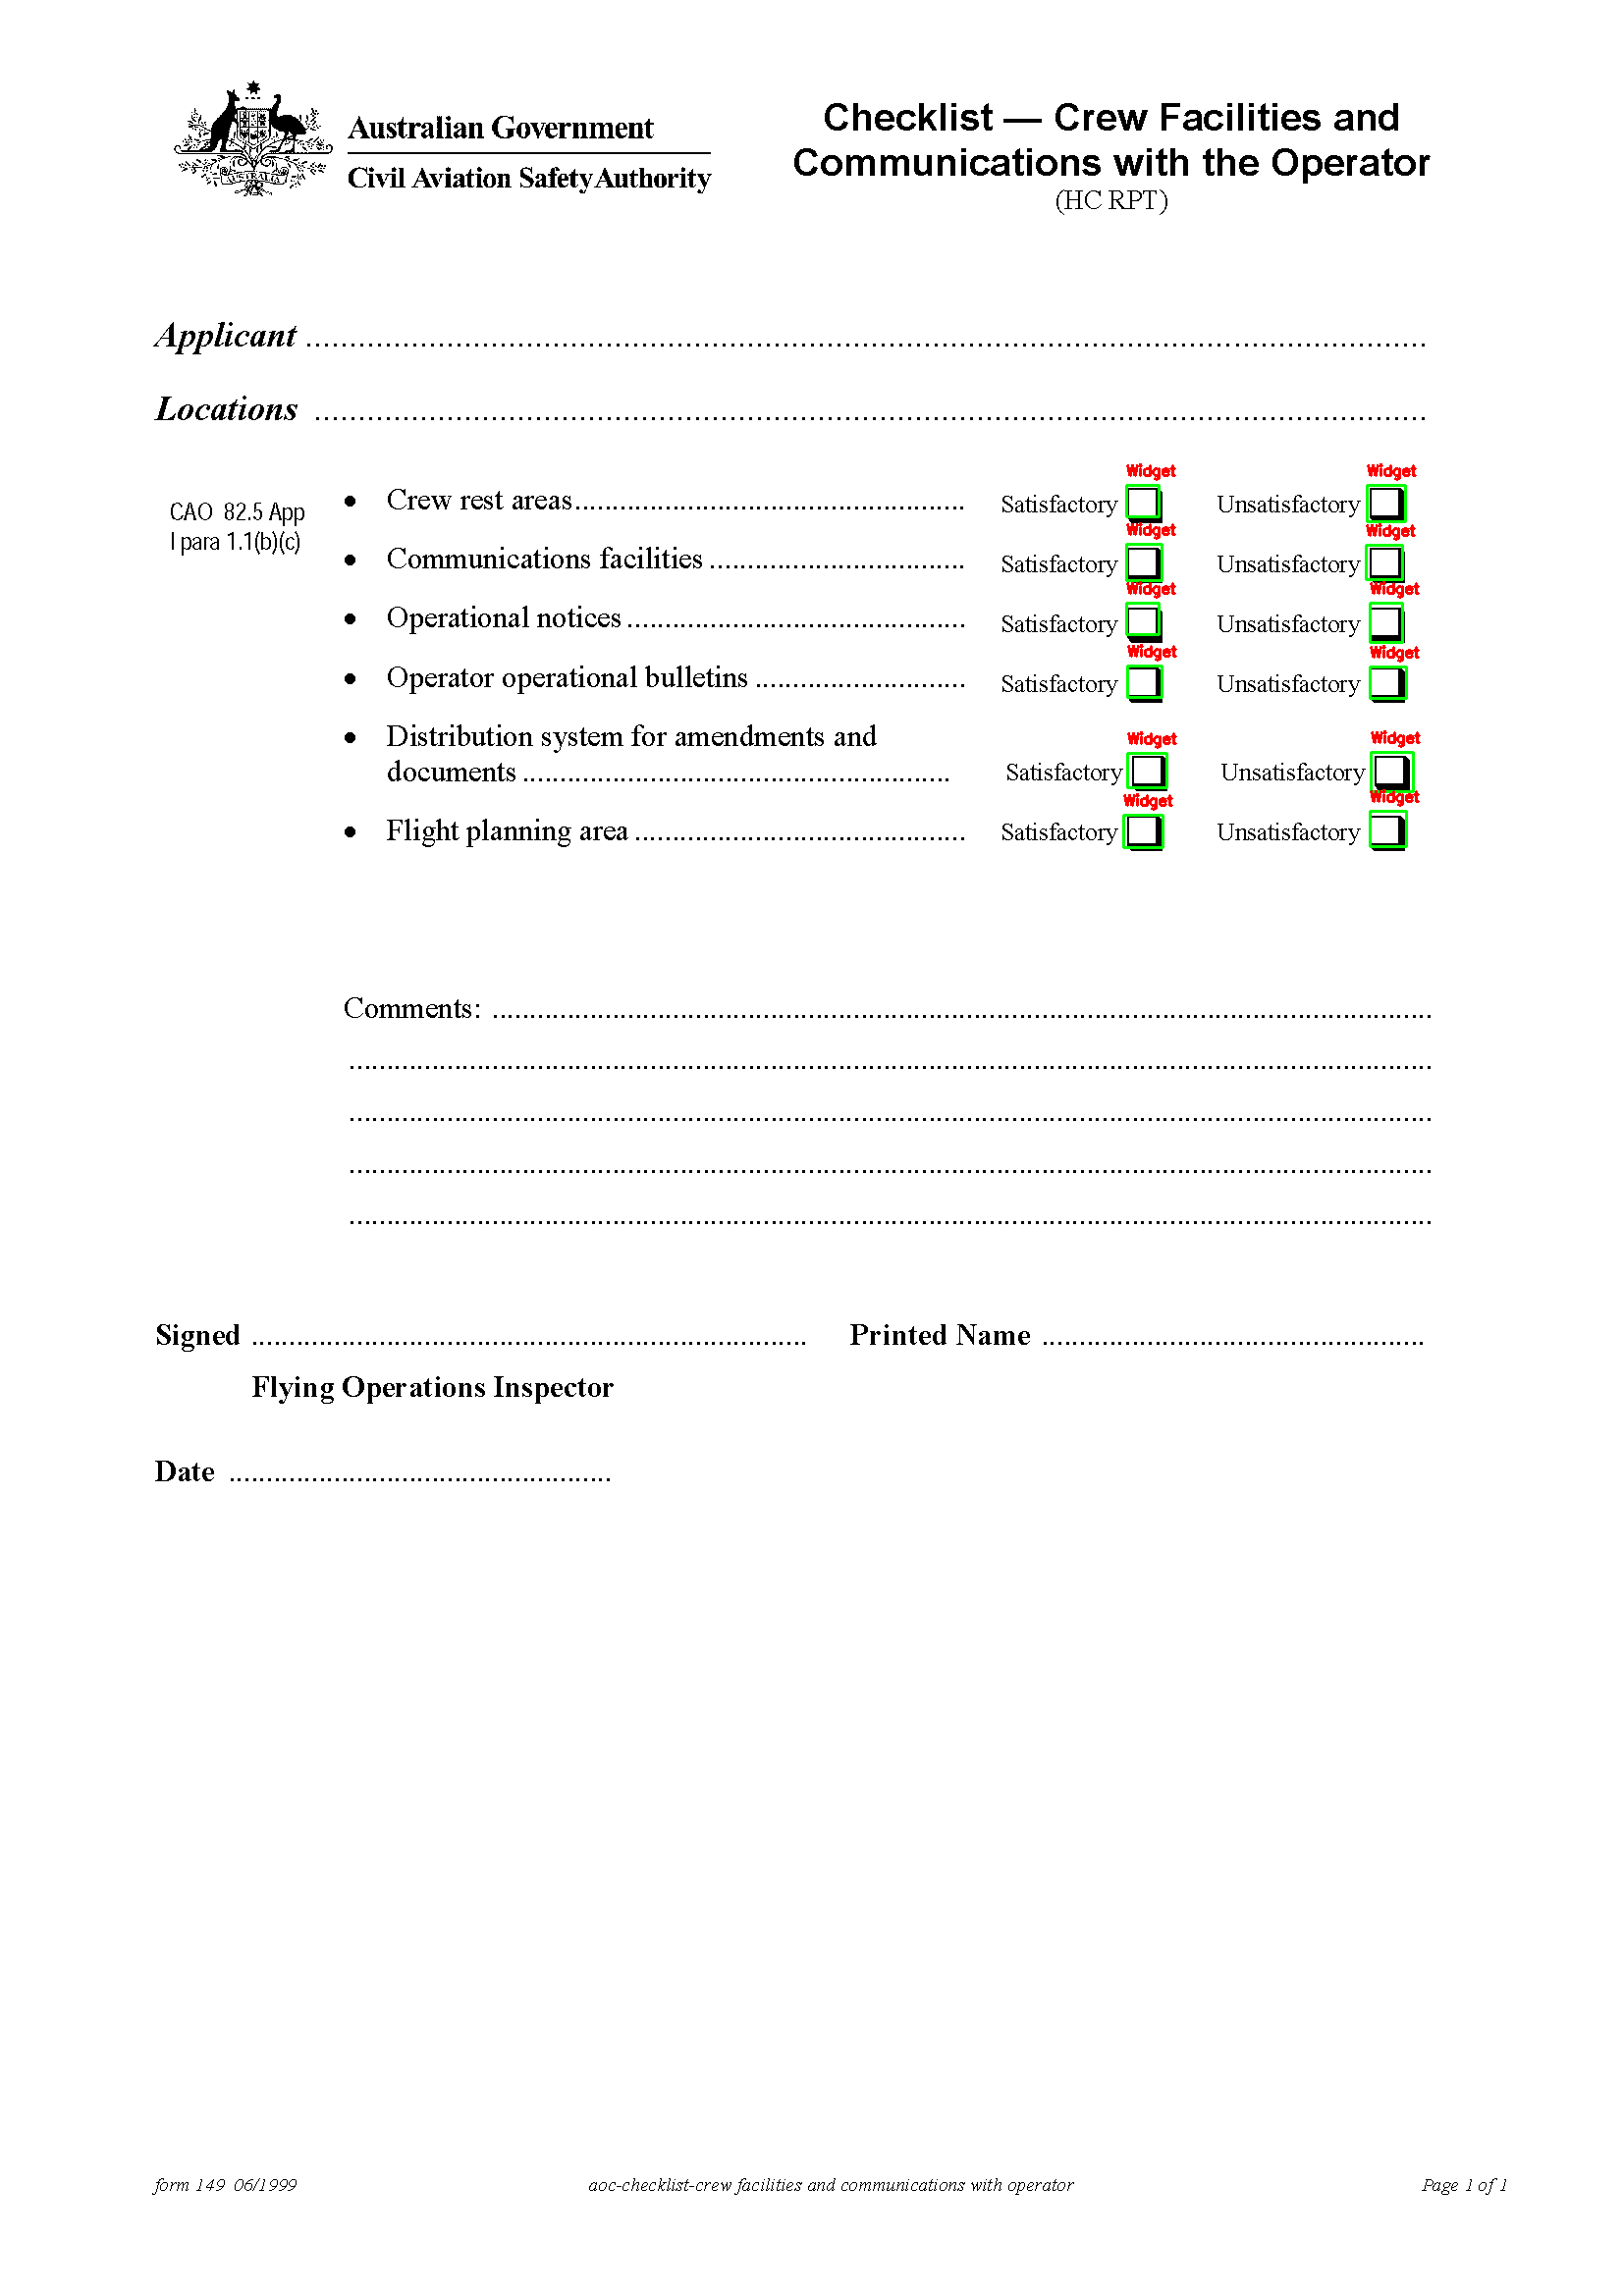 Australian Government
Civil Aviation Safety Authority
Checklist — Crew Facilities and
Communications with the Operator
(HC RPT)
Applicant ........................................................................................................................
Locations ........................................................................................................................
CAO 82.5 App
I para 1.1(b)(c)
Widget Widget
• Crew rest areas.................................................... Satisfactory Unsatisfactory
Widget Widget
• Communications facilities .................................. Satisfactory Unsatisfactory
Widget Widget
• Operational notices ............................................. Satisfactory Unsatisfactory
Widget Widget
• Operator operational bulletins ............................ Satisfactory Unsatisfactory
• Distribution system for amendments and
Widget Widget
documents ......................................................... Satisfactory Unsatisfactory
Widget Widget
• Flight planning area ............................................ Satisfactory Unsatisfactory
Comments: .............................................................................................................................
................................................................................................................................................
................................................................................................................................................
................................................................................................................................................
................................................................................................................................................
Signed .......................................................................... Printed Name ...................................................
Flying Operations Inspector
Date ...................................................
form 149 06/1999 aoc-checklist-crew facilities and communications with operator Page 1 of 1